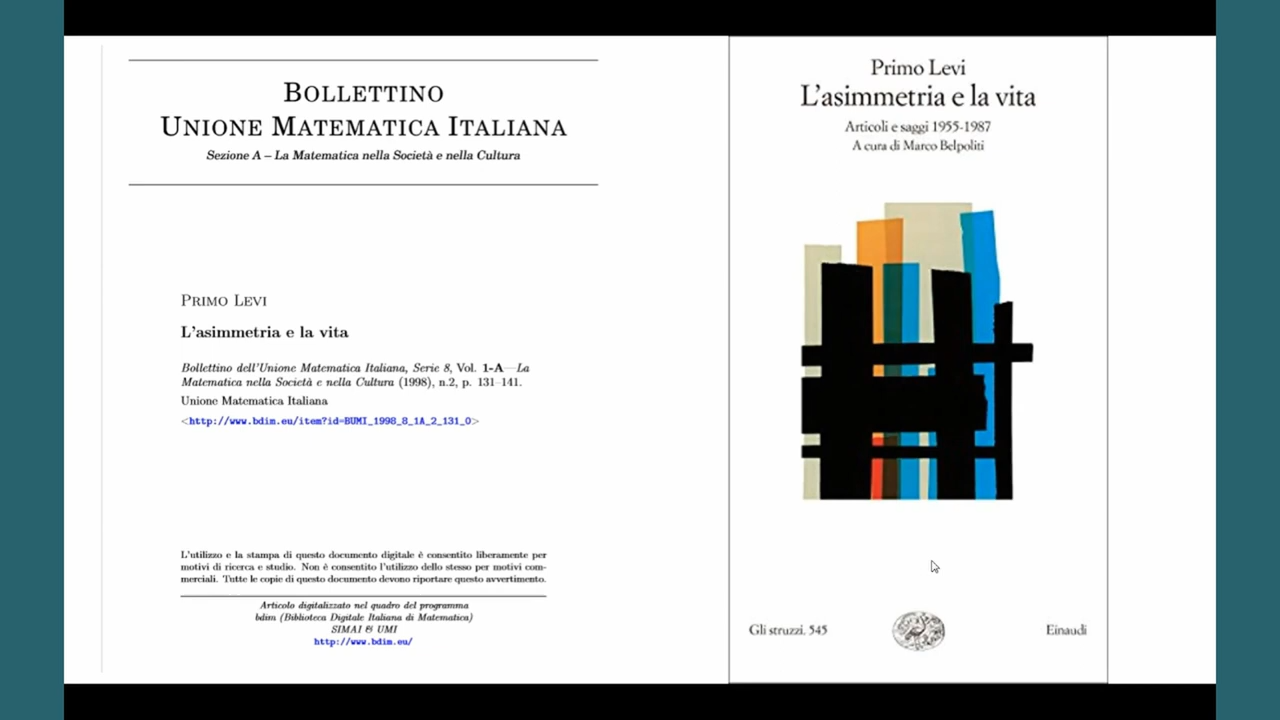 BOLLETTINO
UNIONE MATEMATICA ITALIANA
Sezione A – La Matematica nella Società e nella Cultura
PRIMO LEVI
L'asimmetria e la vita
Bollettino dell'Unione Matematica Italiana, Serie 8, Vol. 1-A—La
Matematica nella Società e nella Cultura (1998), n.2, p. 131–141.
Unione Matematica Italiana
<http://www.bdim.eu/item?id=BUMI_1998_8_1A_2_131_0>
L'utilizzo e la stampa di questo documento digitale è consentito liberamente per
motivi di ricerca e studio. Non è consentito l'utilizzo dello stesso per motivi com-
merciali. Tutte le copie di questo documento devono riportare questo avvertimento.
Articolo digitalizzato nel quadro del programma
bdim (Biblioteca Digitale Italiana di Matematica)
SIMAI & UMI
http://www.bdim.eu/
Primo Levi
L'asimmetria e la vita
Articoli e saggi 1955-1987
A cura di Marco Belpoliti
Gli struzzi. 545
Einaudi